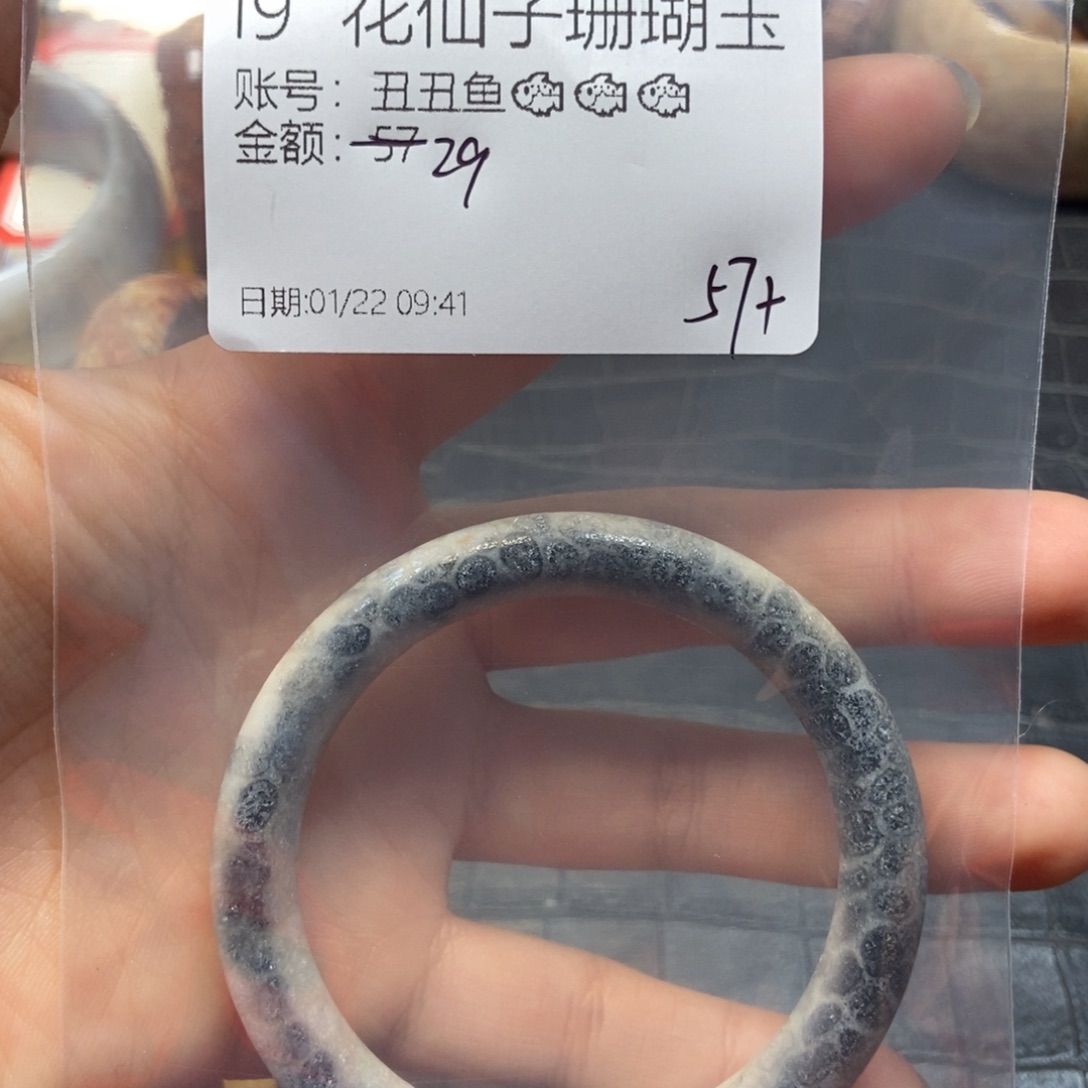 19 花仙子珊瑚玉
账号：丑丑鱼🐟🐟🐟
金额：57 29
日期:01/22 09:41
57+